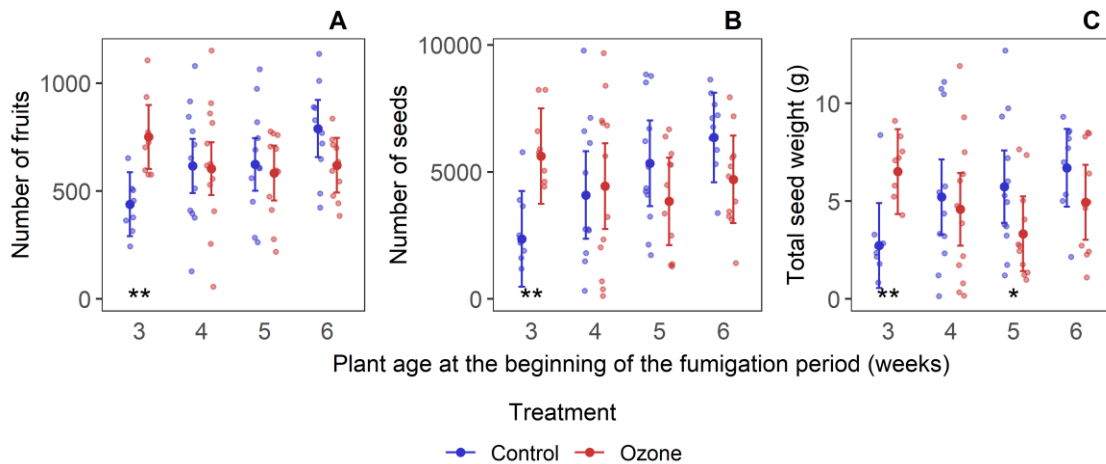 A
B
C
Number of fruits
1000
500
0
**
3 4 5 6
Number of seeds
10000
5000
0
**
3 4 5 6
Total seed weight (g)
10
5
0
** *
3 4 5 6
Plant age at the beginning of the fumigation period (weeks)
Treatment
Control Ozone